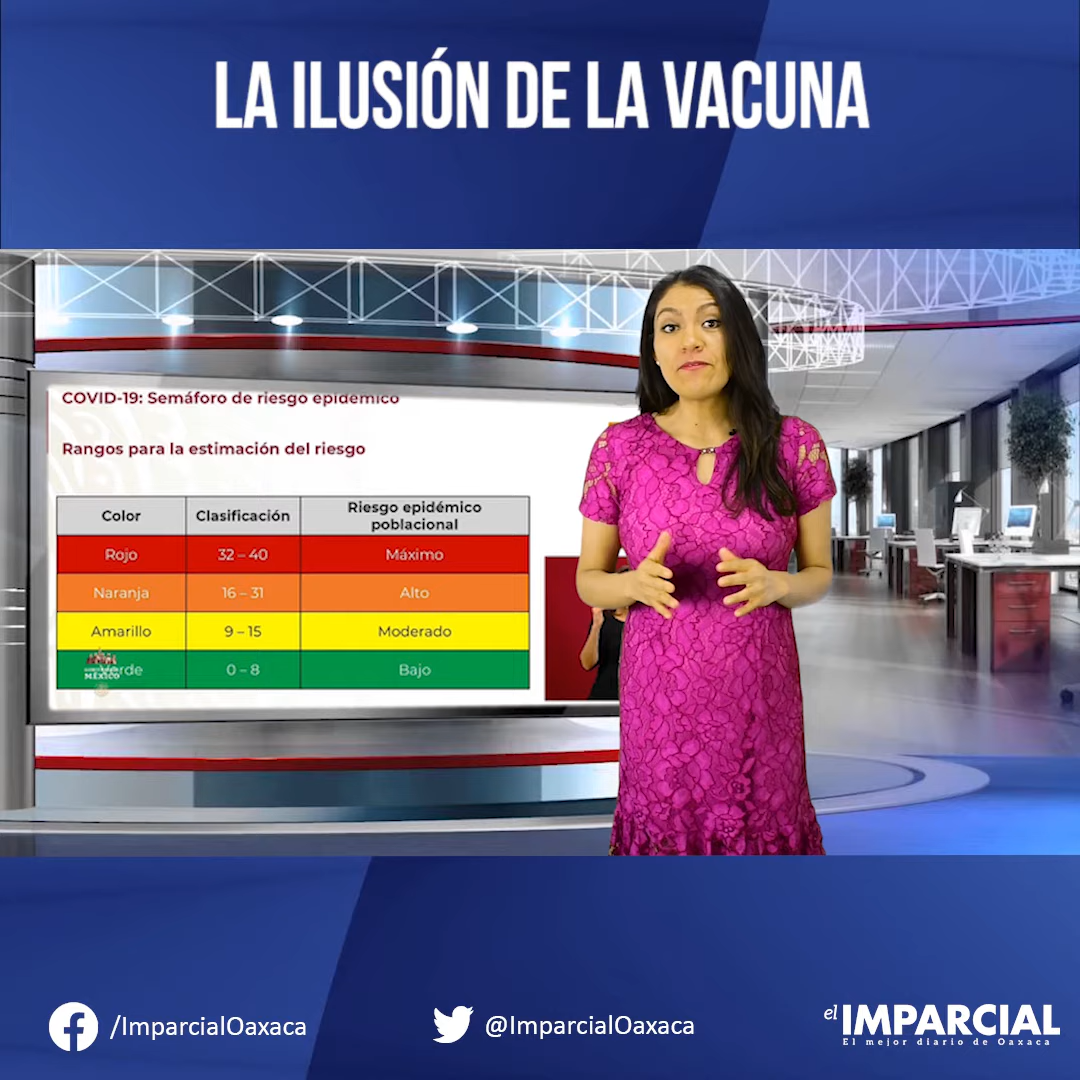 LA ILUSIÓN DE LA VACUNA
COVID-19: Semáforo de riesgo epidémico
Rangos para la estimación del riesgo
Color Clasificación Riesgo epidémico poblacional
Rojo 32 – 40 Máximo
Naranja 16 – 31 Alto
Amarillo 9 – 15 Moderado
Verde 0 – 8 Bajo
MÉXICO
/ImparcialOaxaca
@ImparcialOaxaca
el IMPARCIAL
El mejor diario de Oaxaca